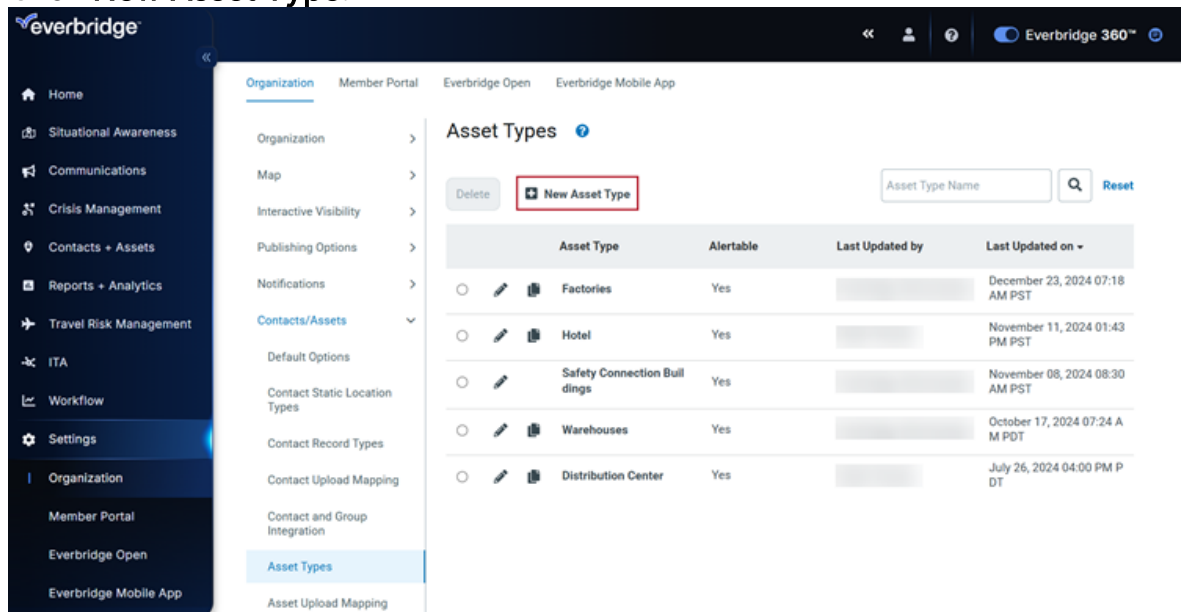 New Asset Type.
everbridge
«
Everbridge 360™
«
Home
Situational Awareness
Communications
Crisis Management
Contacts + Assets
Reports + Analytics
Travel Risk Management
ITA
Workflow
Settings
Organization
Member Portal
Everbridge Open
Everbridge Mobile App
Organization Member Portal Everbridge Open Everbridge Mobile App
Organization
Map
Interactive Visibility
Publishing Options
Notifications
Contacts/Assets
Default Options
Contact Static Location
Types
Contact Record Types
Contact Upload Mapping
Contact and Group
Integration
Asset Types
Asset Upload Mapping
Asset Types
Delete New Asset Type Asset Type Name Reset
Asset Type Alertable Last Updated by Last Updated on
Factories Yes December 23, 2024 07:18
AM PST
Hotel Yes November 11, 2024 01:43
PM PST
Safety Connection Buil
dings Yes November 08, 2024 08:30
AM PST
Warehouses Yes October 17, 2024 07:24 A
M PDT
Distribution Center Yes July 26, 2024 04:00 PM P
DT